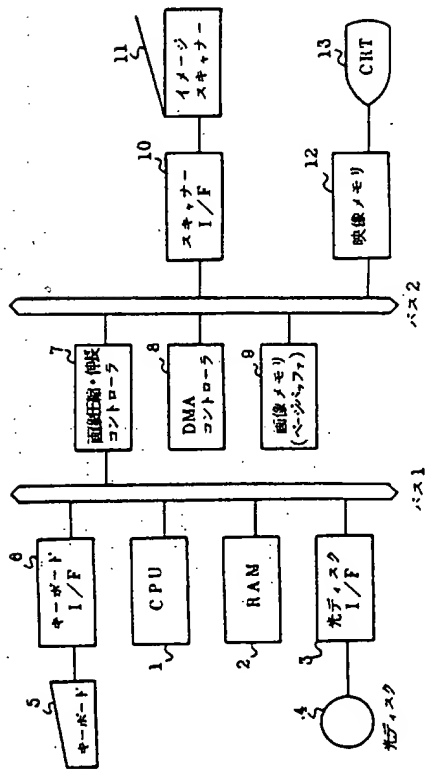 5
キーボード
6
キーボード
I/F
CPU
1
RAM
2
光ディスク
I/F
3
4
光ディスク
バス1
7
画像圧縮・伸長
コントローラ
8
DMA
コントローラ
9
画像メモリ
(ページバッファ)
バス2
10
スキャナー
I/F
11
イメージ
スキャナー
12
映像メモリ
13
CRT